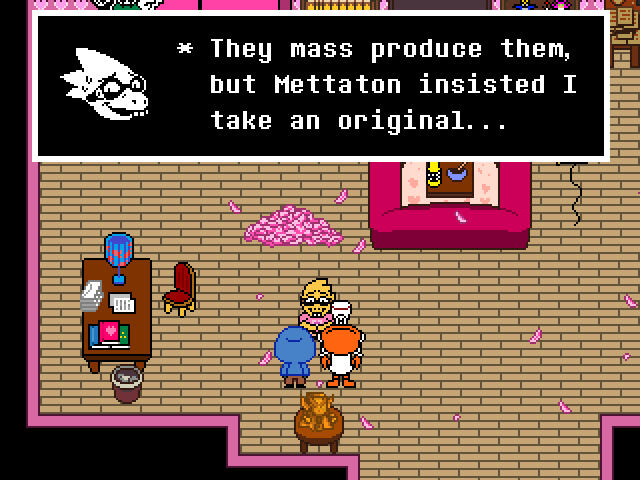 * They mass produce them,
but Mettaton insisted I
take an original...